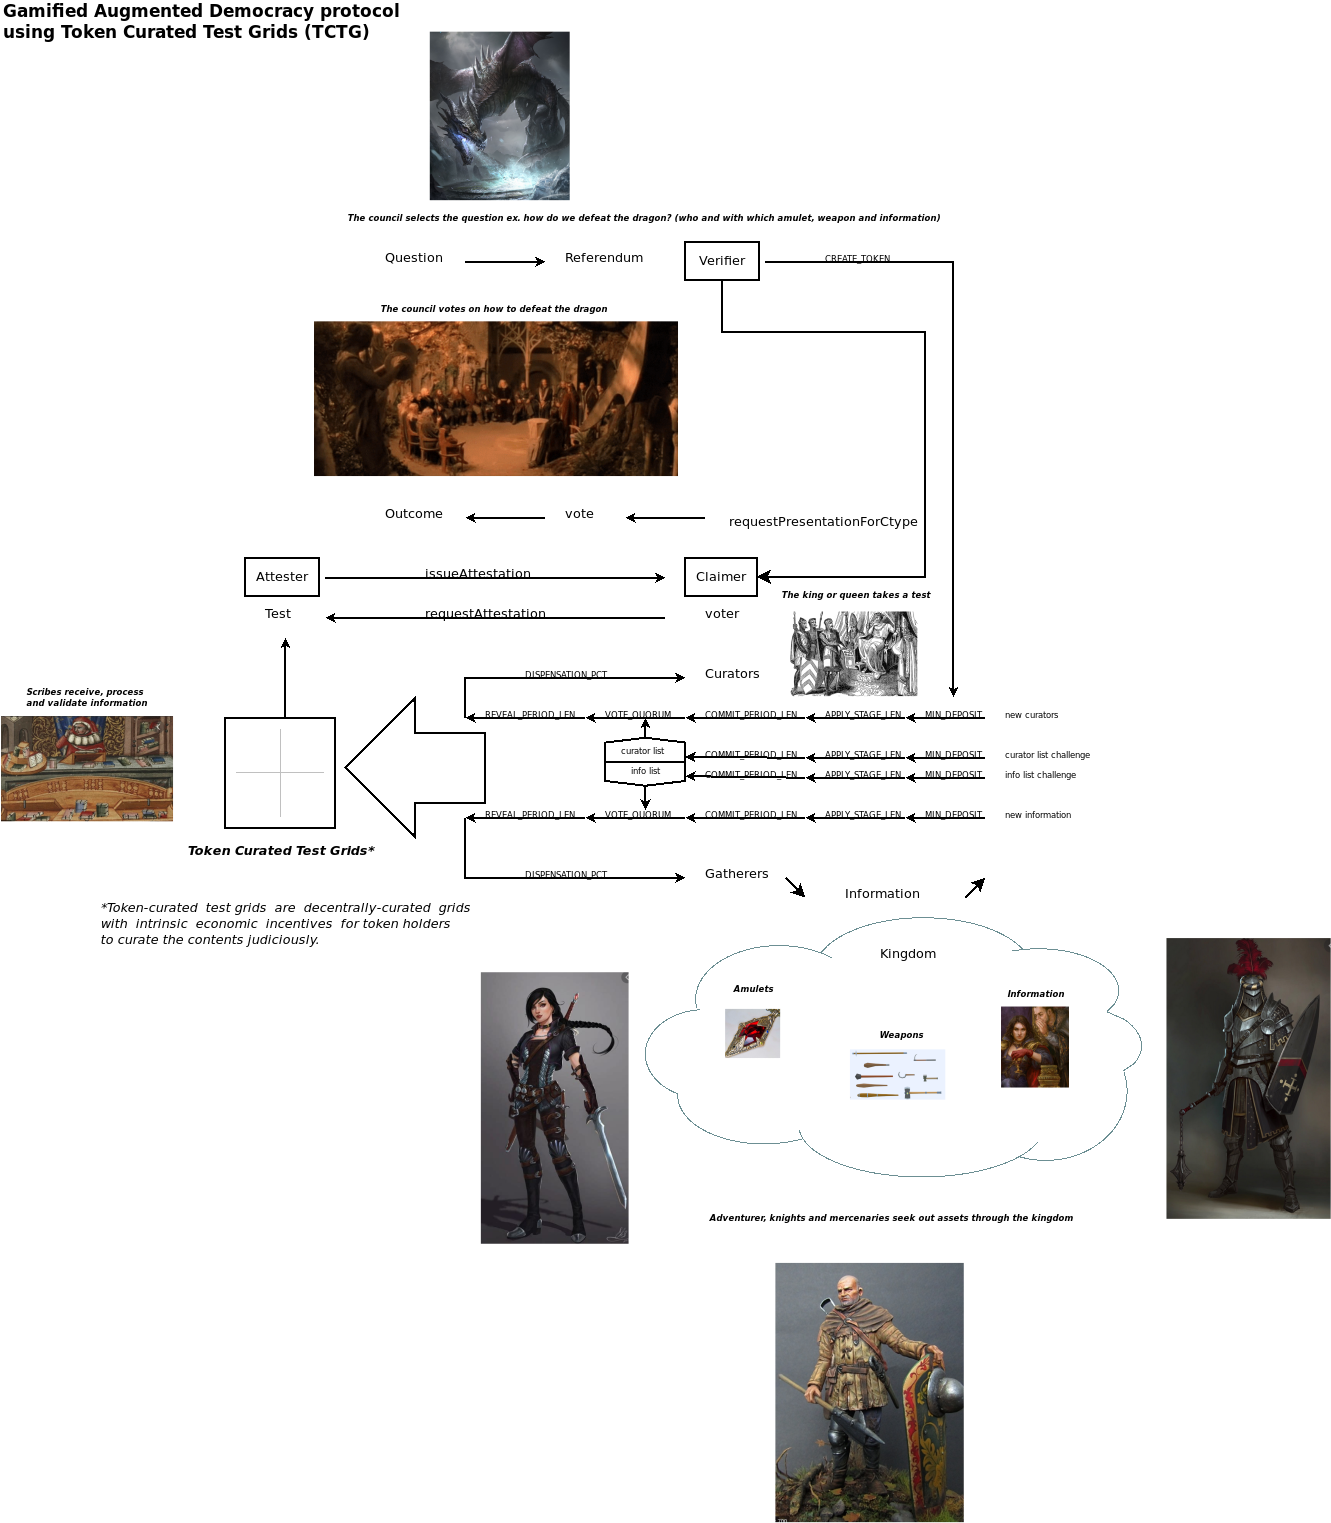 Gamified Augmented Democracy protocol
using Token Curated Test Grids (TCTG)
The council selects the question ex. how do we defeat the dragon? (who and with which amulet, weapon and information)
Question
Referendum
Verifier
CREATE_TOKEN
The council votes on how to defeat the dragon
Outcome
vote
requestPresentationForCtype
Attester
issueAttestation
Claimer
The king or queen takes a test
Test
requestAttestation
voter
DISPENSATION_PCT
Curators
Scribes receive, process
and validate information
REVEAL_PERIOD_LEN
VOTE_QUORUM
COMMIT_PERIOD_LEN
APPLY_STAGE_LEN
MIN_DEPOSIT
new curators
curator list
COMMIT_PERIOD_LEN
APPLY_STAGE_LEN
MIN_DEPOSIT
curator list challenge
info list
COMMIT_PERIOD_LEN
APPLY_STAGE_LEN
MIN_DEPOSIT
info list challenge
REVEAL_PERIOD_LEN
VOTE_QUORUM
COMMIT_PERIOD_LEN
APPLY_STAGE_LEN
MIN_DEPOSIT
new information
Token Curated Test Grids*
DISPENSATION_PCT
Gatherers
Information
*Token-curated test grids are decentrally-curated grids
with intrinsic economic incentives for token holders
to curate the contents judiciously.
Kingdom
Amulets
Information
Weapons
Adventurer, knights and mercenaries seek out assets through the kingdom